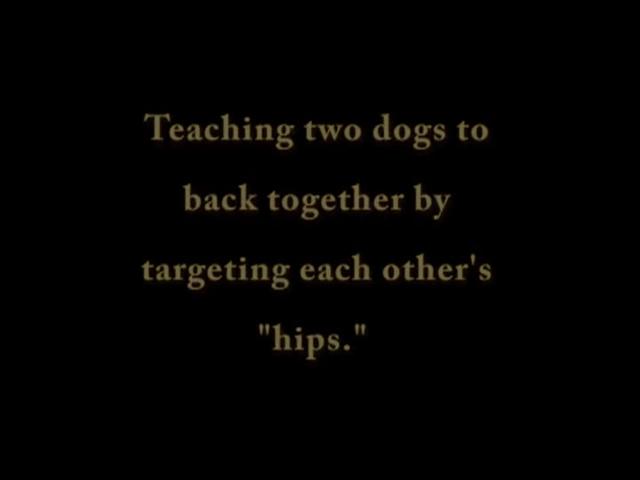 Teaching two dogs to
back together by
targeting each other's
"hips."